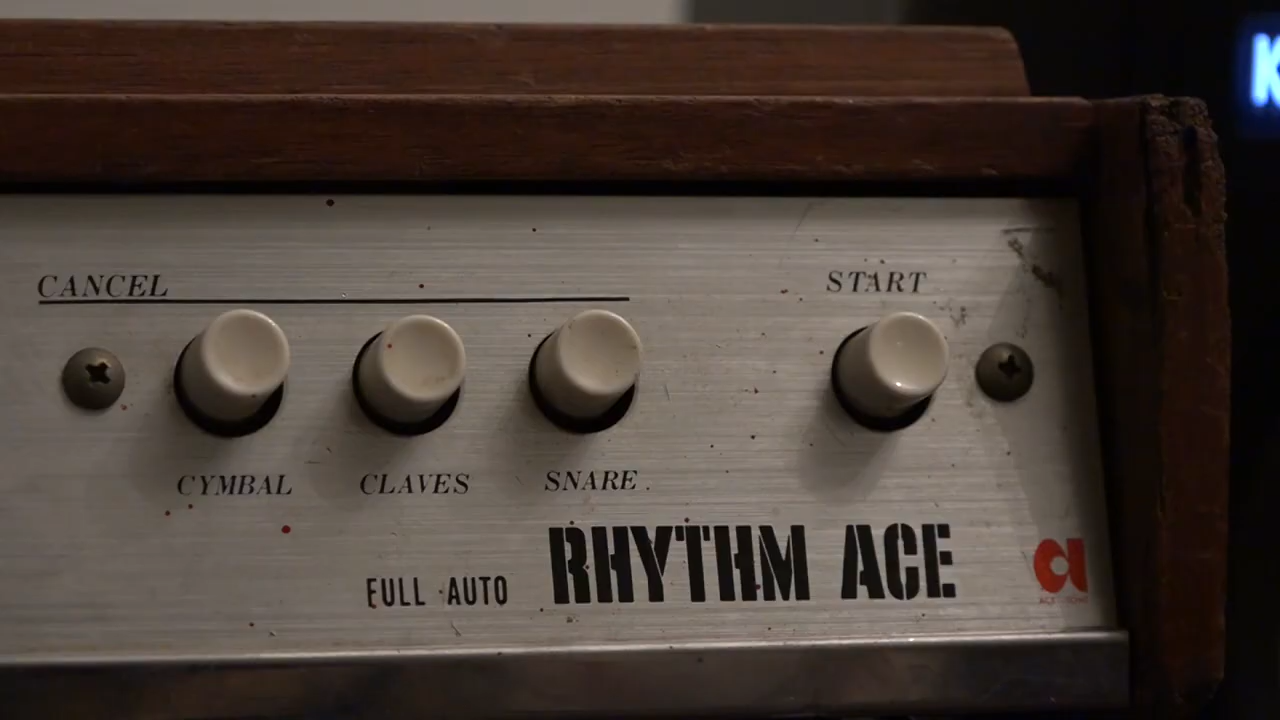 K
CANCEL
START
CYMBAL CLAVES SNARE
FULL AUTO RHYTHM ACE
a